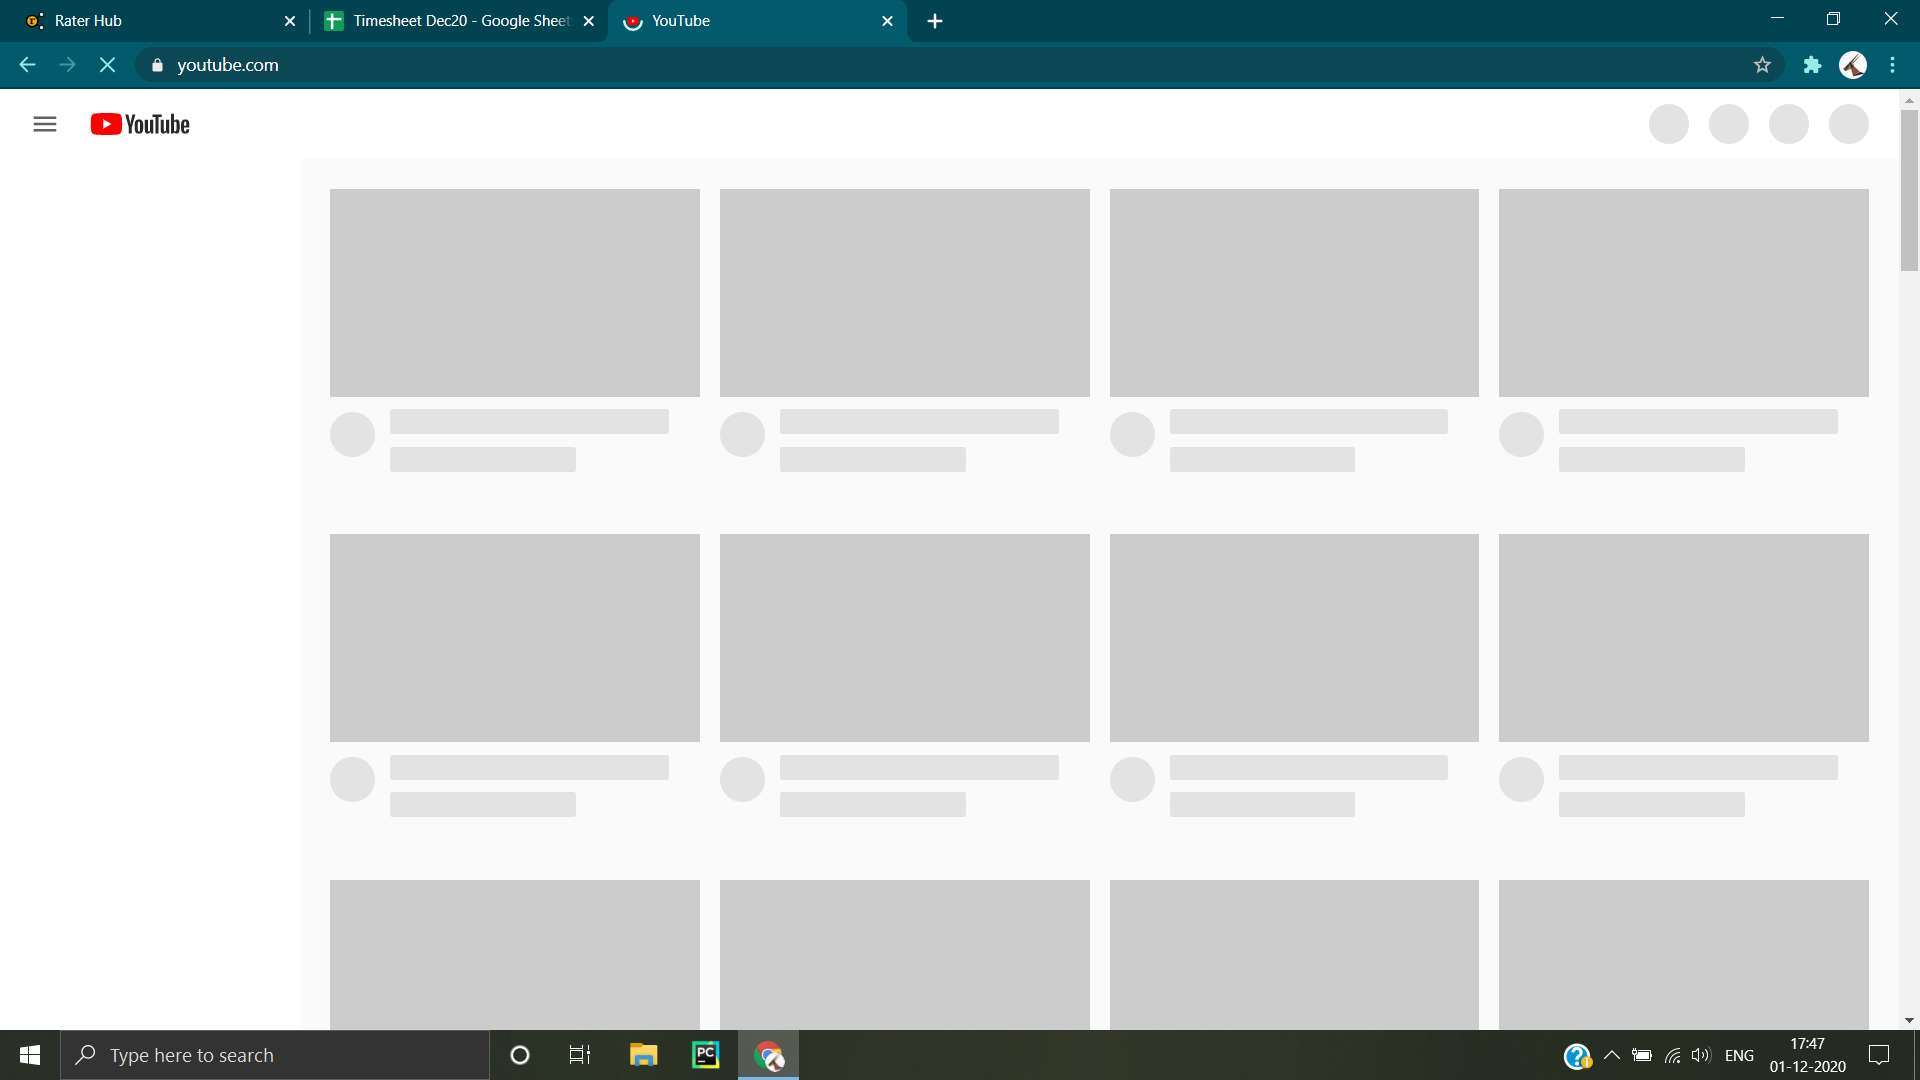 Rater Hub
Timesheet Dec20 - Google Sheet
YouTube
youtube.com
YouTube
Type here to search
PC
ENG
17:47
01-12-2020